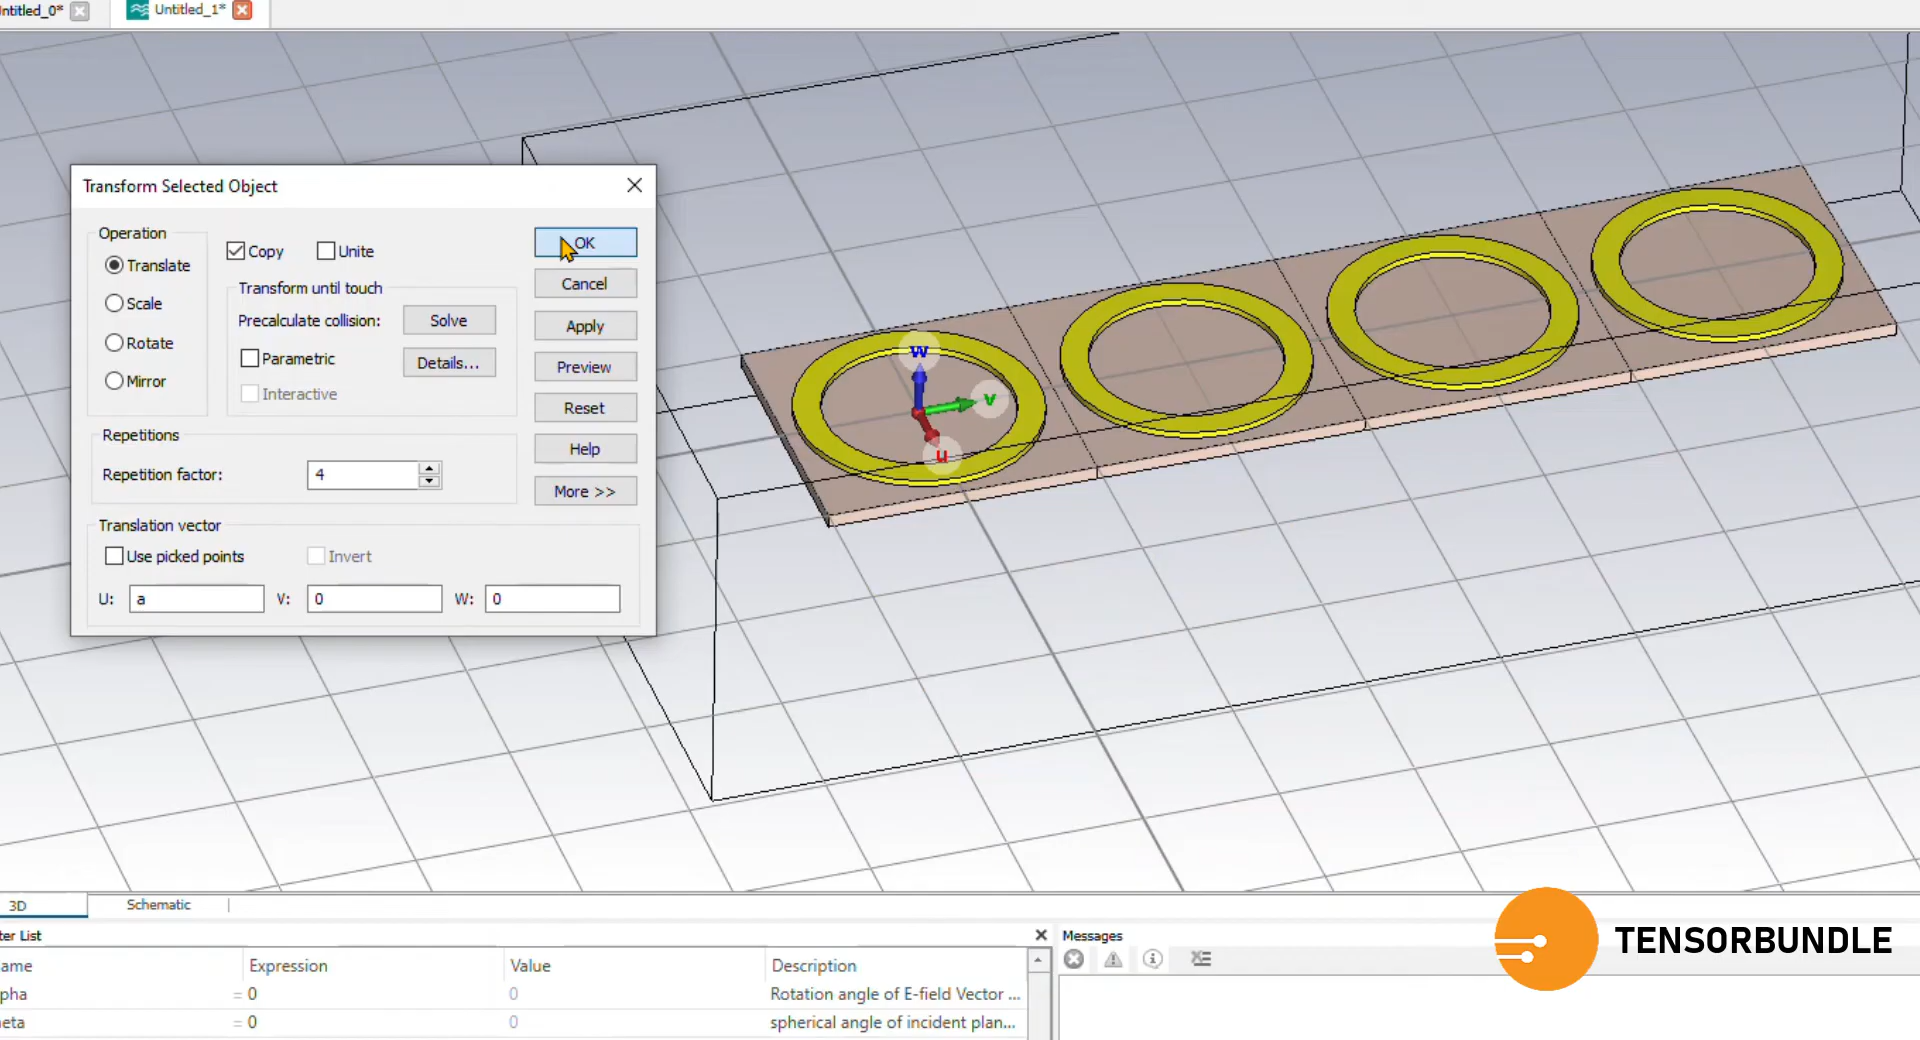 ntitled_0*
Untitled_1*
Transform Selected Object
Operation
Translate
Scale
Rotate
Mirror
Copy
Unite
Transform until touch
Precalculate collision:
Solve
Parametric
Details...
Interactive
OK
Cancel
Apply
Preview
Reset
Help
More >>
Repetitions
Repetition factor:
4
Translation vector
Use picked points
Invert
U:
a
V:
0
W:
0
w
v
u
3D
Schematic
ter List
ame
Expression
Value
Description
pha
= 0
0
Rotation angle of E-field Vector ...
eta
= 0
0
spherical angle of incident plan...
Messages
TENSORBUNDLE